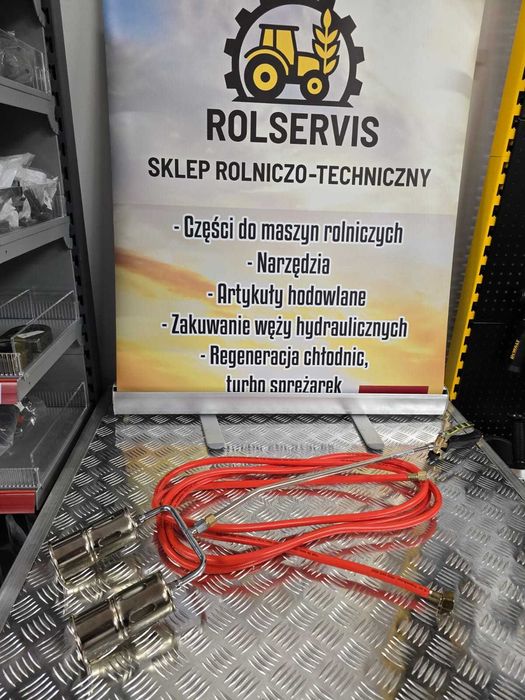 ROLSERVIS
SKLEP ROLNICZO-TECHNICZNY
- Części do maszyn rolniczych
- Narzędzia
- Artykuły hodowlane
- Zakuwanie węży hydraulicznych
- Regeneracja chłodnic,
turbo sprężarek